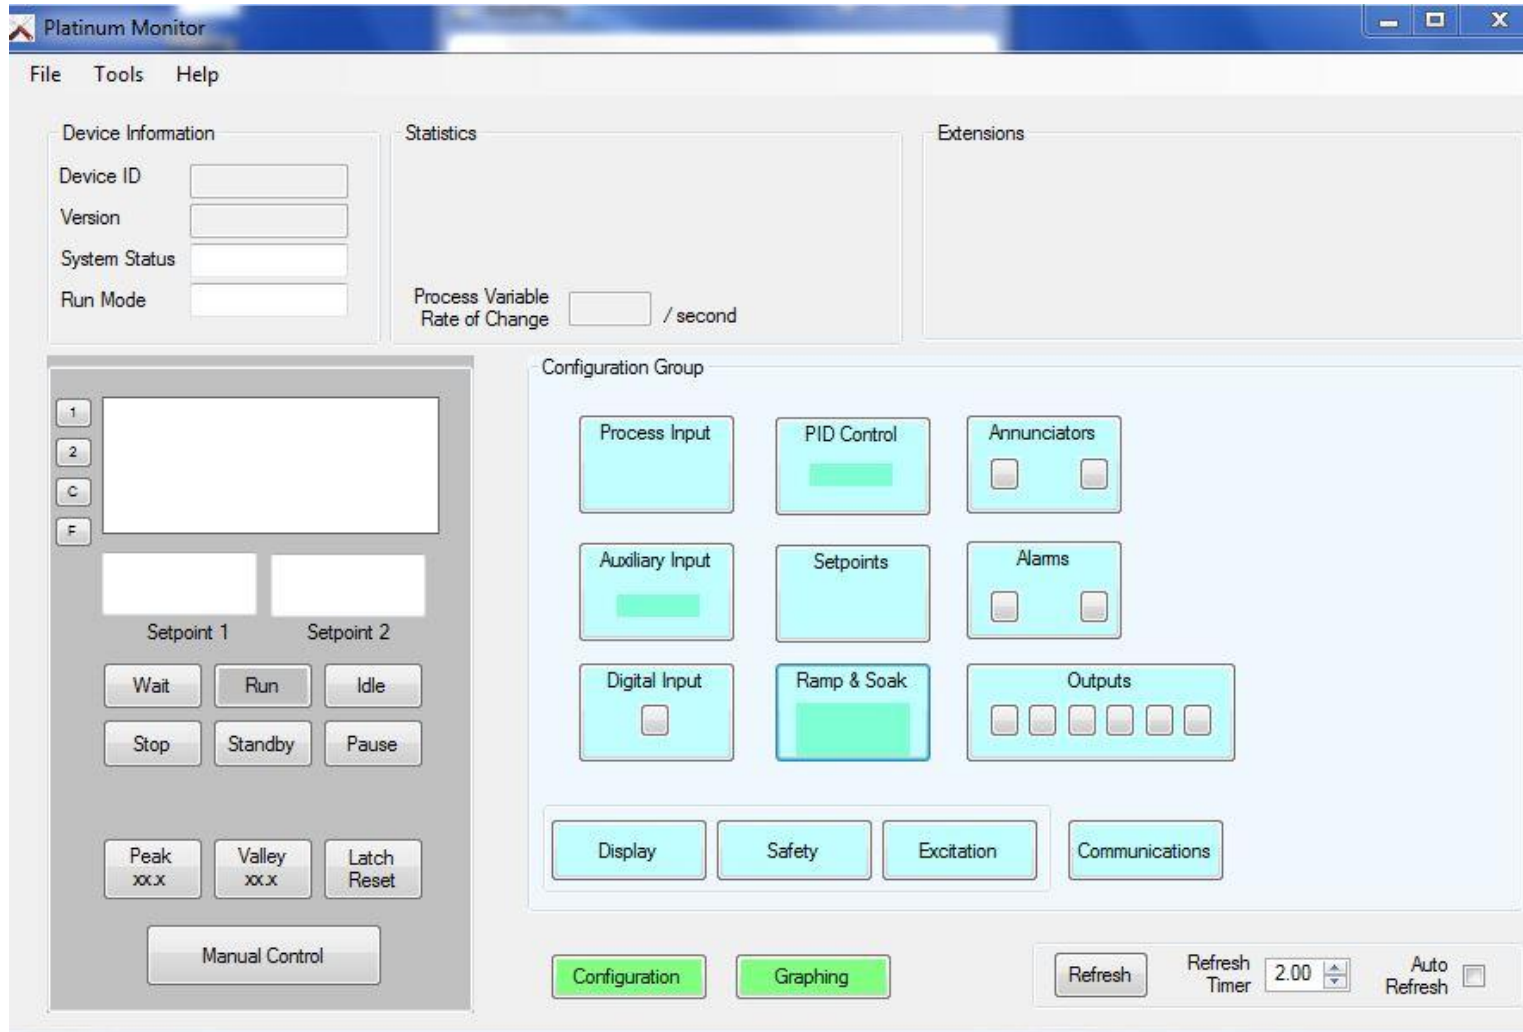 Platinum Monitor
File Tools Help
Device Information
Device ID
Version
System Status
Run Mode
Statistics
Process Variable
Rate of Change
/ second
Extensions
1
2
C
F
Setpoint 1 Setpoint 2
Wait Run Idle
Stop Standby Pause
Peak
xx.x
Valley
xx.x
Latch
Reset
Manual Control
Configuration Group
Process Input
PID Control
Annunciators
Auxiliary Input
Setpoints
Alarms
Digital Input
Ramp & Soak
Outputs
Display
Safety
Excitation
Communications
Configuration
Graphing
Refresh
Refresh
Timer
2.00
Auto
Refresh